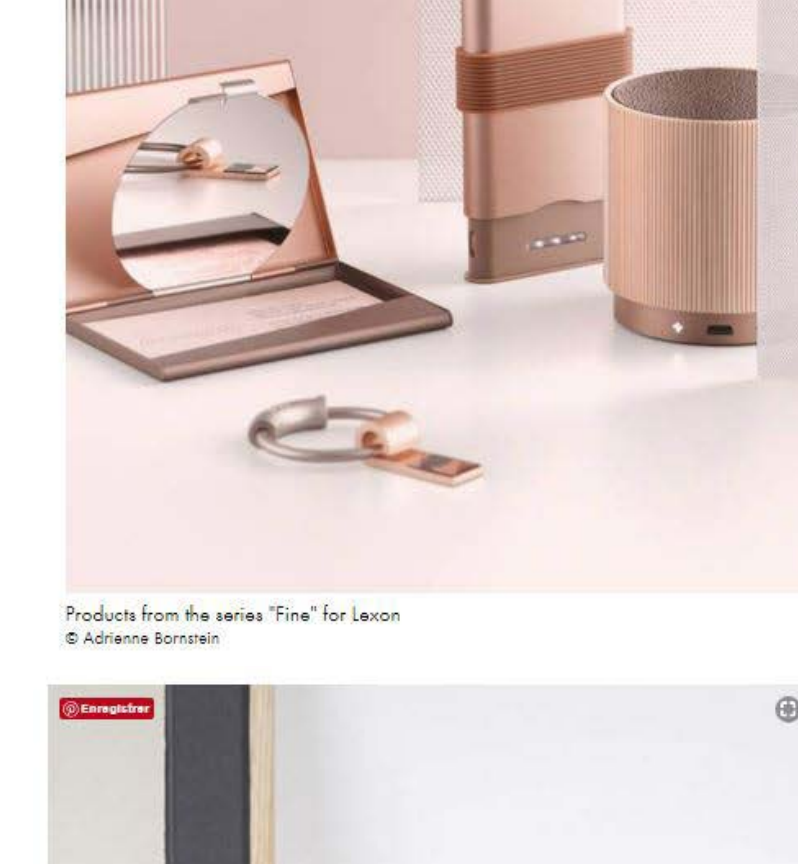 Products from the series "Fine" for Lexon
© Adrienne Bornstein
Enregistrer